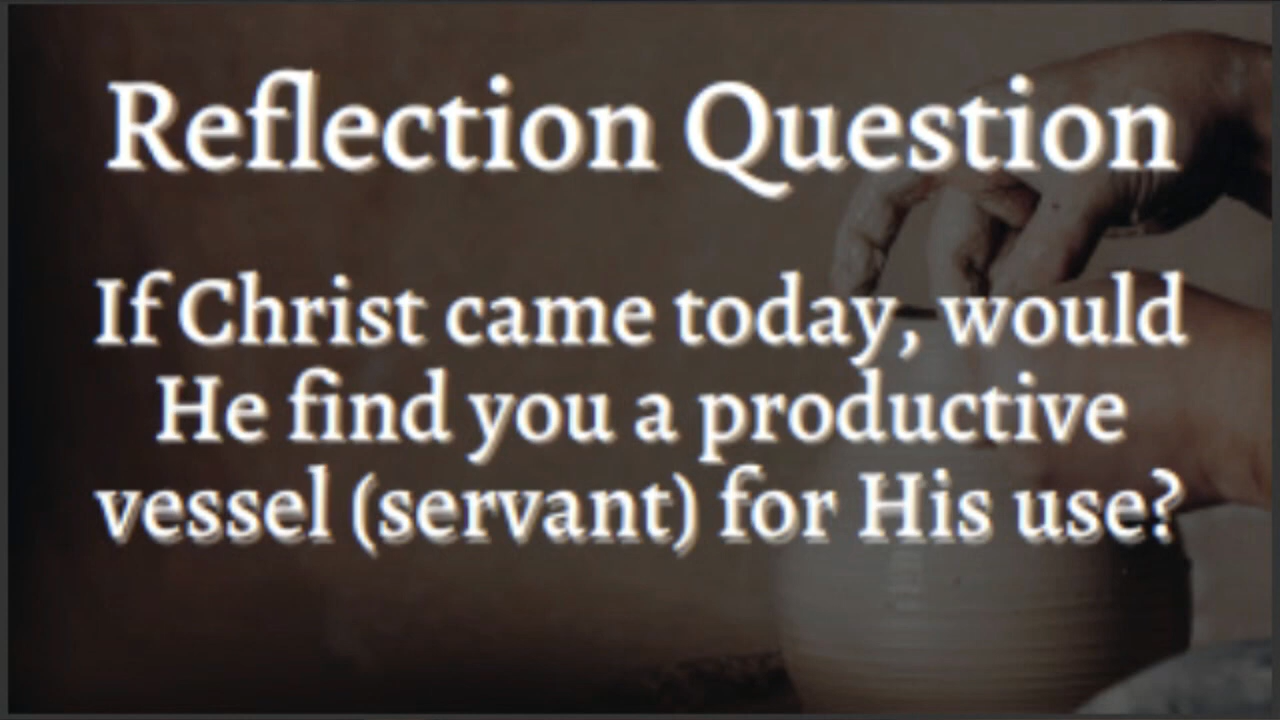 Reflection Question
If Christ came today, would
He find you a productive
vessel (servant) for His use?